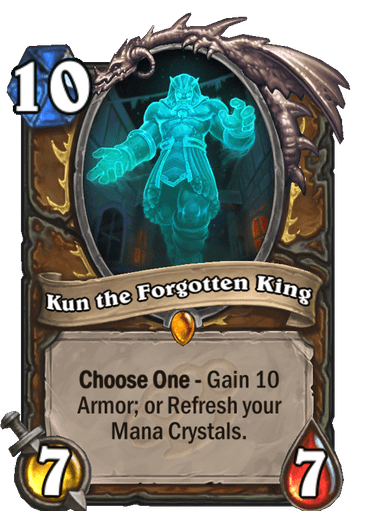 10
Kun the Forgotten King
Choose One - Gain 10
Armor; or Refresh your
Mana Crystals.
7
7